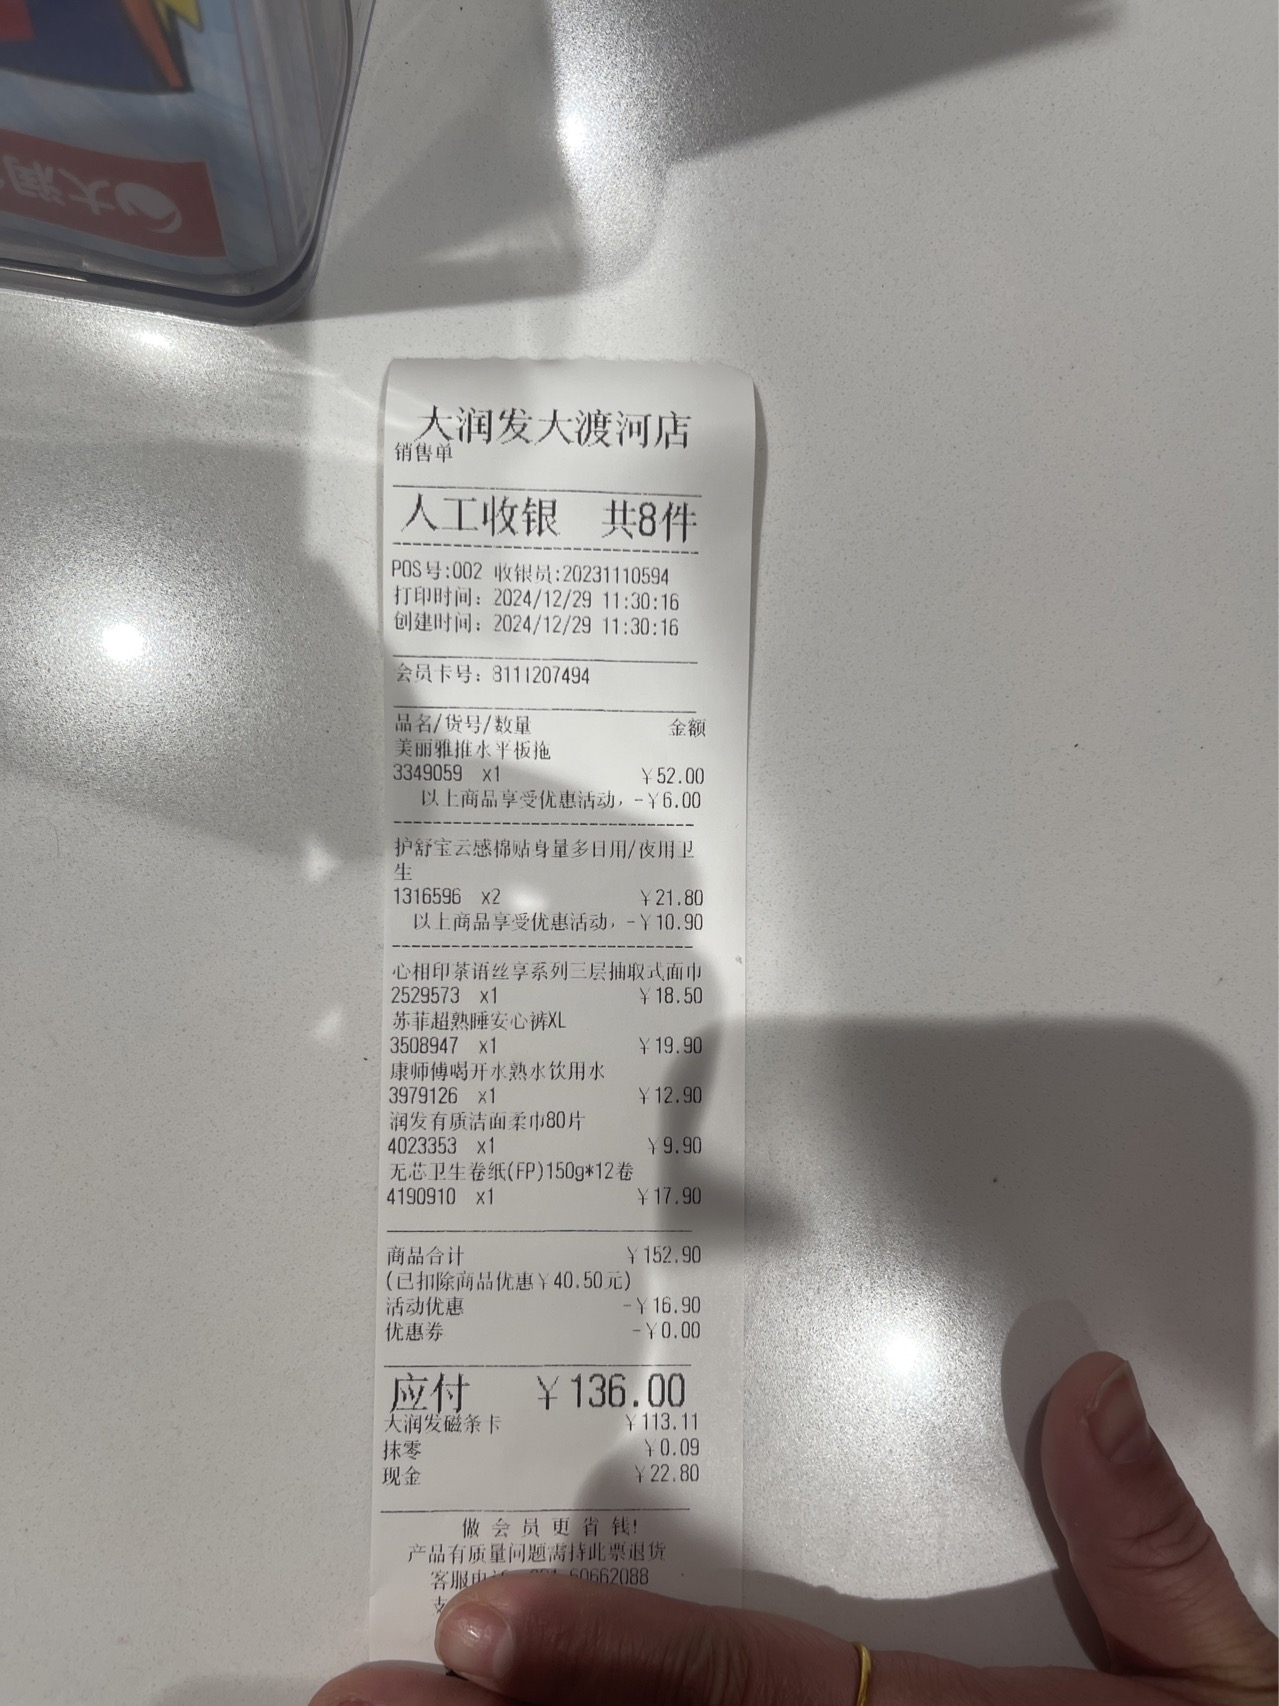 大润
大润发大渡河店
销售单
人工收银 共8件
POS号:002 收银员:20231110594
打印时间: 2024/12/29 11:30:16
创建时间: 2024/12/29 11:30:16
会员卡号: 8111207494
品名/货号/数量 金额
美丽雅推水平板拖
3349059 x1 ¥52.00
以上商品享受优惠活动, -¥6.00
护舒宝云感棉贴身量多日用/夜用卫
生
1316596 x2 ¥21.80
以上商品享受优惠活动, -¥10.90
心相印茶语丝享系列三层抽取式面巾
2529573 x1 ¥18.50
苏菲超熟睡安心裤XL
3508947 x1 ¥19.90
康师傅喝开水熟水饮用水
3979126 x1 ¥12.90
润发有质洁面柔巾80片
4023353 x1 ¥9.90
无芯卫生卷纸(FP)150g*12卷
4190910 x1 ¥17.90
商品合计 ¥152.90
(已扣除商品优惠¥40.50元)
活动优惠 -¥16.90
优惠券 -¥0.00
应付 ¥136.00
大润发磁条卡 ¥113.11
抹零 ¥0.09
现金 ¥22.80
做会员更省钱!
产品有质量问题需持此票退货
客服电 60662088